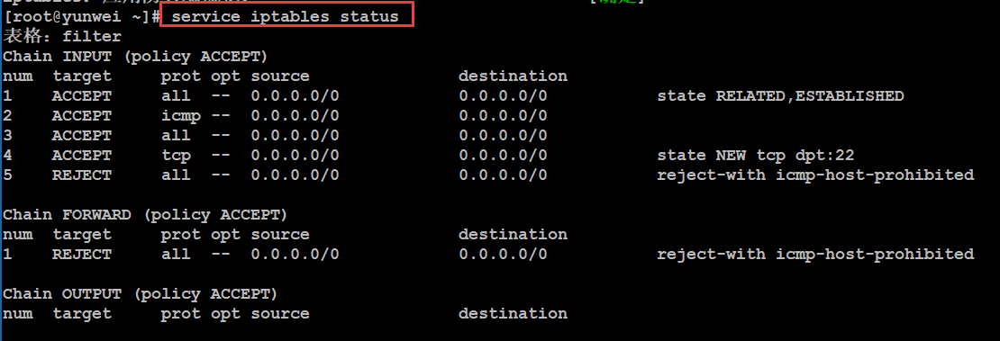 [root@yunwei ~]# service iptables status
表格：filter
Chain INPUT (policy ACCEPT)
num  target     prot opt source               destination
1    ACCEPT     all  --  0.0.0.0/0            0.0.0.0/0           state RELATED,ESTABLISHED
2    ACCEPT     icmp --  0.0.0.0/0            0.0.0.0/0
3    ACCEPT     all  --  0.0.0.0/0            0.0.0.0/0
4    ACCEPT     tcp  --  0.0.0.0/0            0.0.0.0/0           state NEW tcp dpt:22
5    REJECT     all  --  0.0.0.0/0            0.0.0.0/0           reject-with icmp-host-prohibited
Chain FORWARD (policy ACCEPT)
num  target     prot opt source               destination
1    REJECT     all  --  0.0.0.0/0            0.0.0.0/0           reject-with icmp-host-prohibited
Chain OUTPUT (policy ACCEPT)
num  target     prot opt source               destination